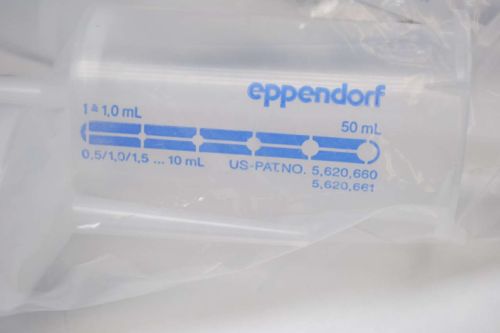 eppendorf
1 ≙ 1,0 mL
50 mL
0,5/1,0/1,5 ... 10 mL
US-PAT.NO. 5,620,660
5,620,661